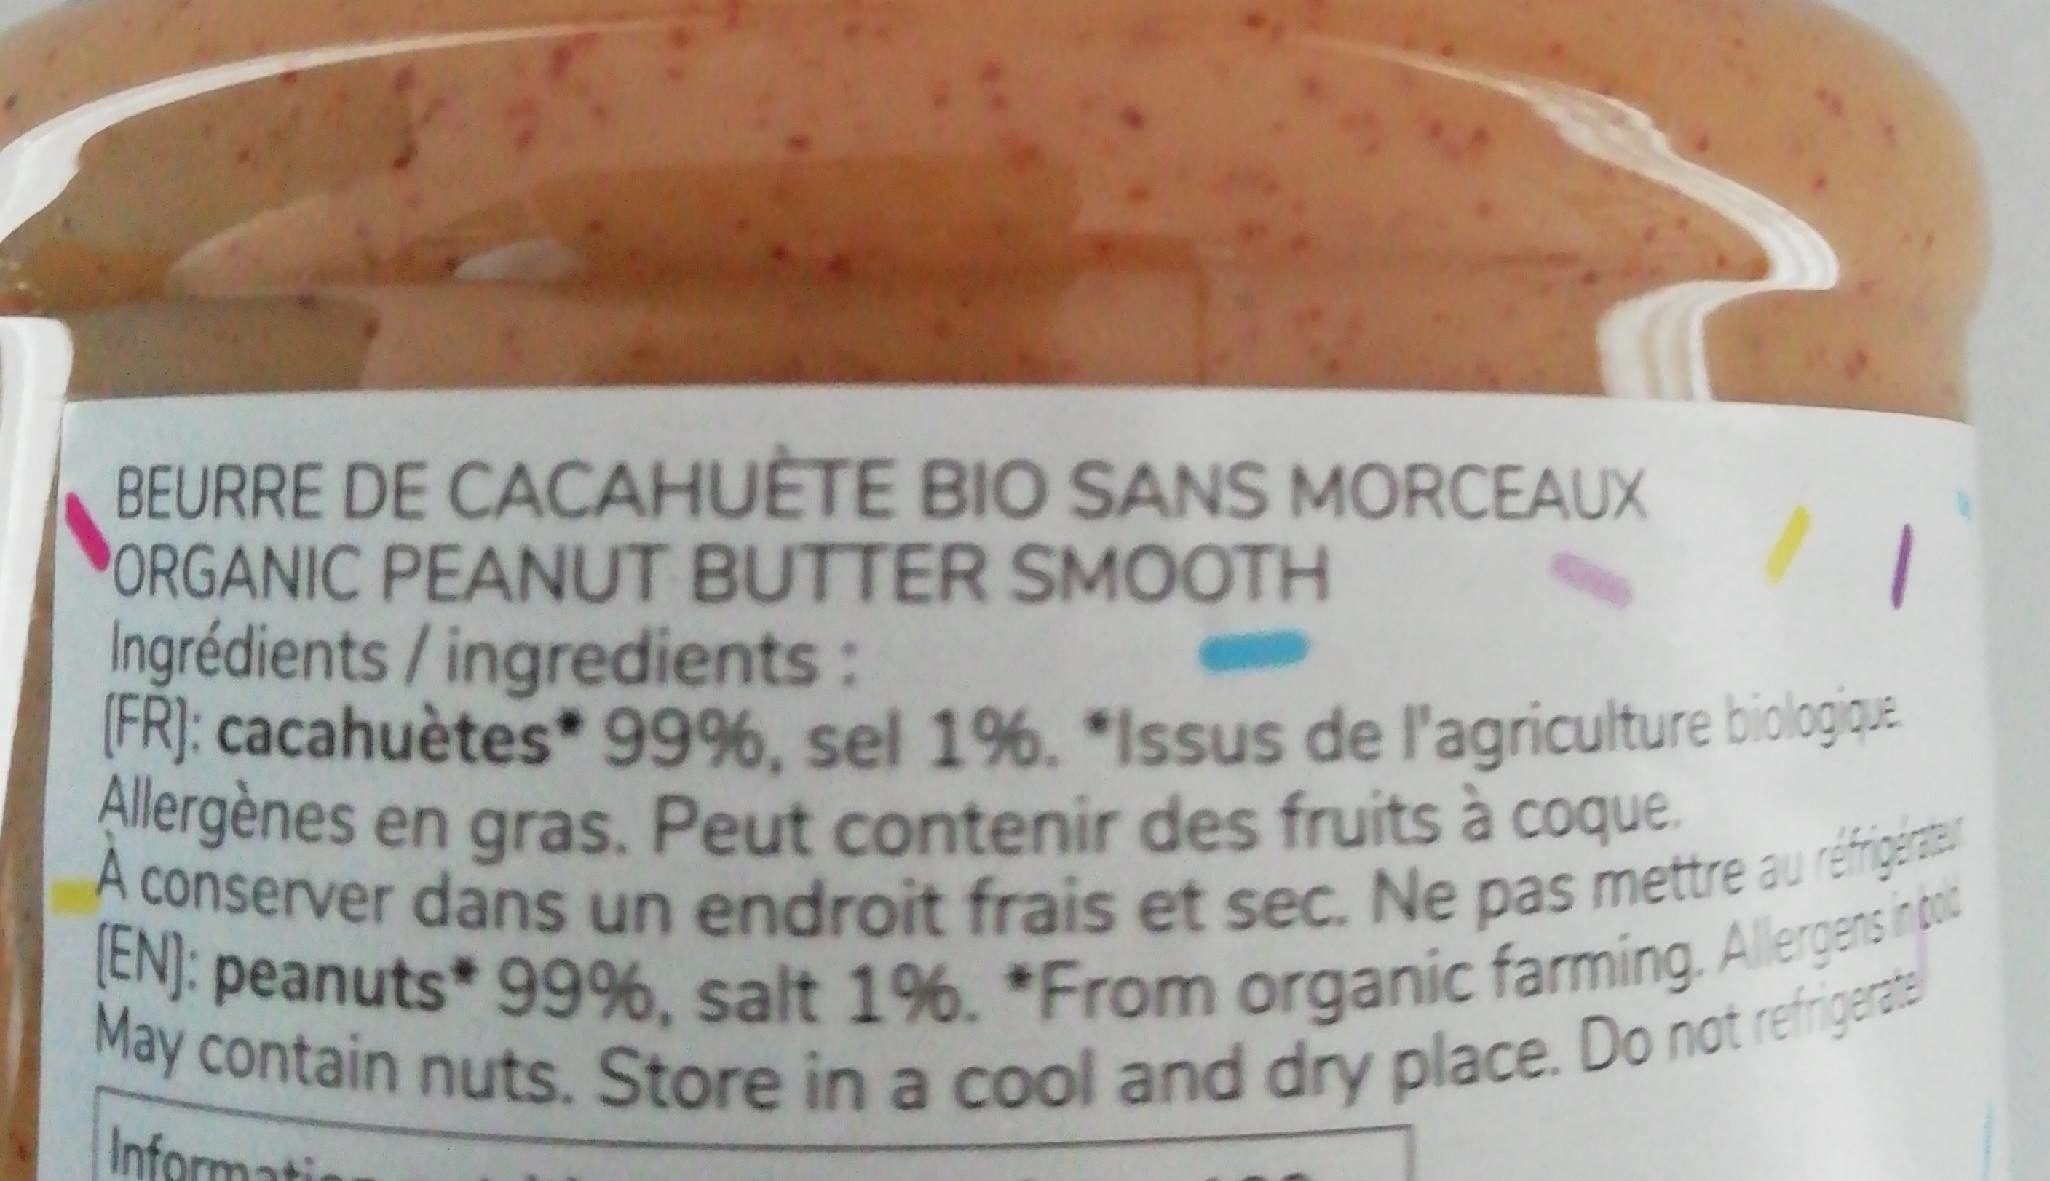 BEURRE DE CACAHUÈTE BIO SANS MORCEAUX
ORGANIC PEANUT BUTTER SMOOTH
Ingrédients / ingredients :
(FR): cacahuètes* 99%, sel 1%. *Issus de l'agriculture biologique.
Allergènes en gras. Peut contenir des fruits à coque.
À conserver dans un endroit frais et sec. Ne pas mettre au réfrigérateur
(EN): peanuts* 99%, salt 1%. *From organic farming. Allergens in bold
May contain nuts. Store in a cool and dry place. Do not refrigerate